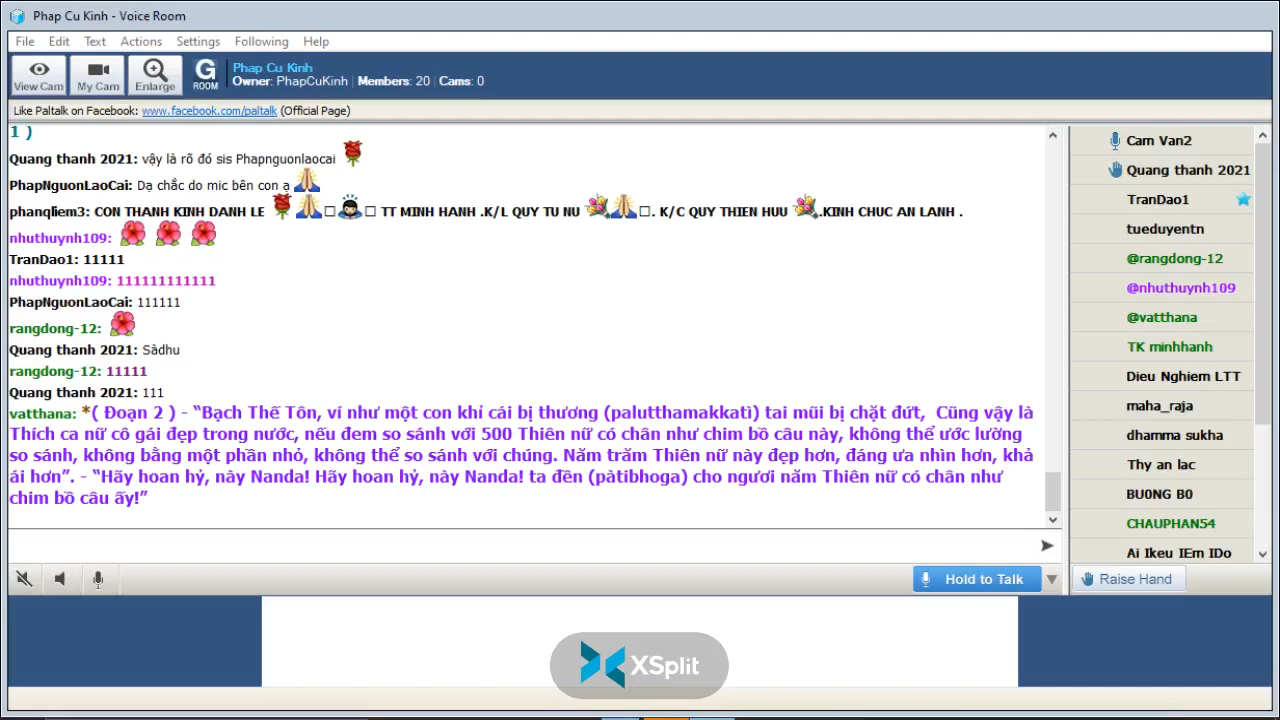 Phap Cu Kinh - Voice Room
File Edit Text Actions Settings Following Help
View Cam My Cam Enlarge G ROOM
Phap Cu Kinh
Owner: PhapCuKinh Members: 20 Cams: 0
Like Paltalk on Facebook: www.facebook.com/paltalk (Official Page)
1 )
Quang thanh 2021: vậy là rõ đó sis Phapnguonlaocai
PhapNguonLaoCai: Dạ chắc do mic bên con ạ
phanqliem3: CON THANH KINH DANH LE TT MINH HANH .K/L QUY TU NU . K/C QUY THIEN HUU .KINH CHUC AN LANH .
nhuthuynh109:
TranDao1: 11111
nhuthuynh109: 111111111111
PhapNguonLaoCai: 111111
rangdong-12:
Quang thanh 2021: Sàdhu
rangdong-12: 11111
Quang thanh 2021: 111
vatthana: *( Đoạn 2 ) - “Bạch Thế Tôn, ví như một con khỉ cái bị thương (palutthamakkatì) tai mũi bị chặt đứt, Cũng vậy là
Thích ca nữ cô gái đẹp trong nước, nếu đem so sánh với 500 Thiên nữ có chân như chim bồ câu này, không thể ước lường
so sánh, không bằng một phần nhỏ, không thể so sánh với chúng. Năm trăm Thiên nữ này đẹp hơn, đáng ưa nhìn hơn, khả
ái hơn”. - “Hãy hoan hỷ, này Nanda! Hãy hoan hỷ, này Nanda! ta đền (pàtibhoga) cho ngươi năm Thiên nữ có chân như
chim bồ câu ấy!”
Hold to Talk
Cam Van2
Quang thanh 2021
TranDao1
tueduyentn
@rangdong-12
@nhuthuynh109
@vatthana
TK minhhanh
Dieu Nghiem LTT
maha_raja
dhamma sukha
Thy an lac
BU0NG B0
CHAUPHAN54
Ai Ikeu IEm IDo
Raise Hand
XSplit